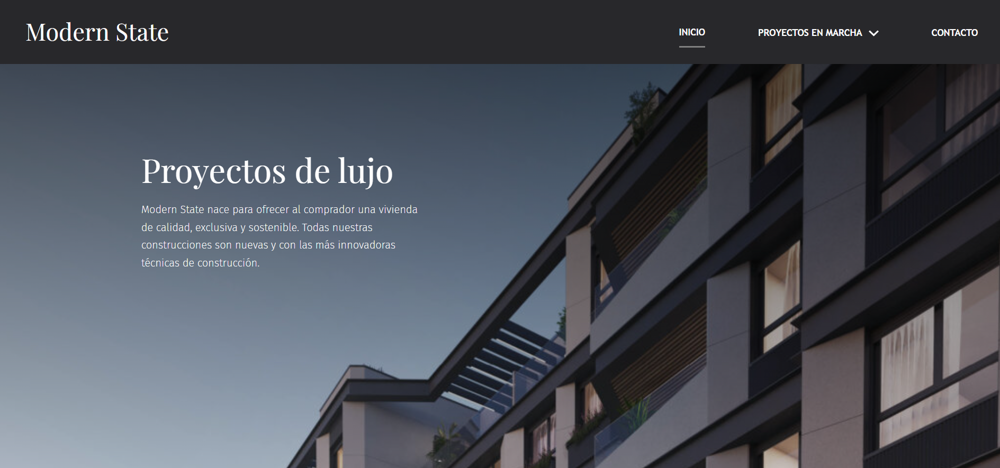 Modern State
INICIO
PROYECTOS EN MARCHA
CONTACTO
Proyectos de lujo
Modern State nace para ofrecer al comprador una vivienda
de calidad, exclusiva y sostenible. Todas nuestras
construcciones son nuevas y con las más innovadoras
técnicas de construcción.